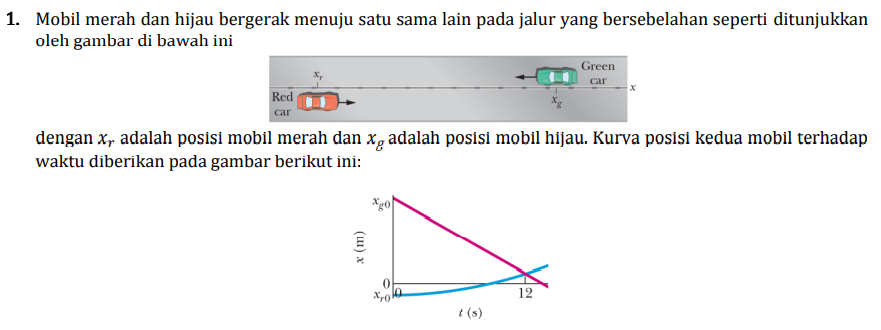 1. Mobil merah dan hijau bergerak menuju satu sama lain pada jalur yang bersebelahan seperti ditunjukkan
oleh gambar di bawah ini
Green
car
x_r
x
Red
car
x_g
dengan x_r adalah posisi mobil merah dan x_g adalah posisi mobil hijau. Kurva posisi kedua mobil terhadap
waktu diberikan pada gambar berikut ini:
x_g0
x (m)
0
x_r0
0
12
t (s)